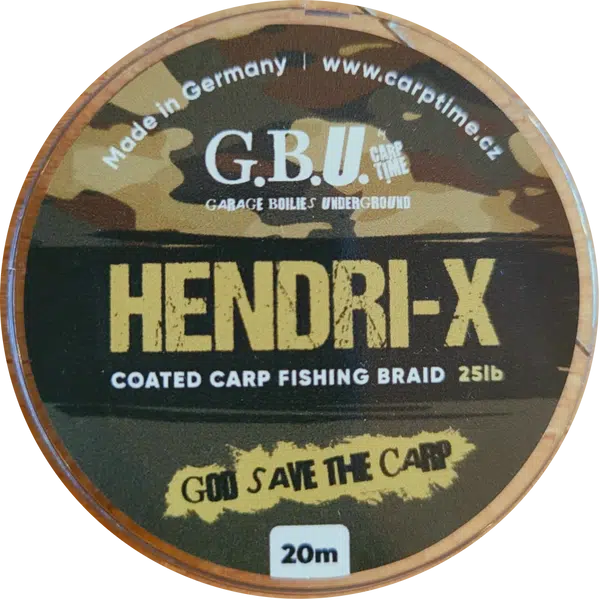 Made in Germany | www.carptime.cz
G.B.U. CARP TIME
GARAGE BOILIES UNDERGROUND
HENDRI-X
COATED CARP FISHING BRAID 25lb
GOD SAVE THE CARP
20m